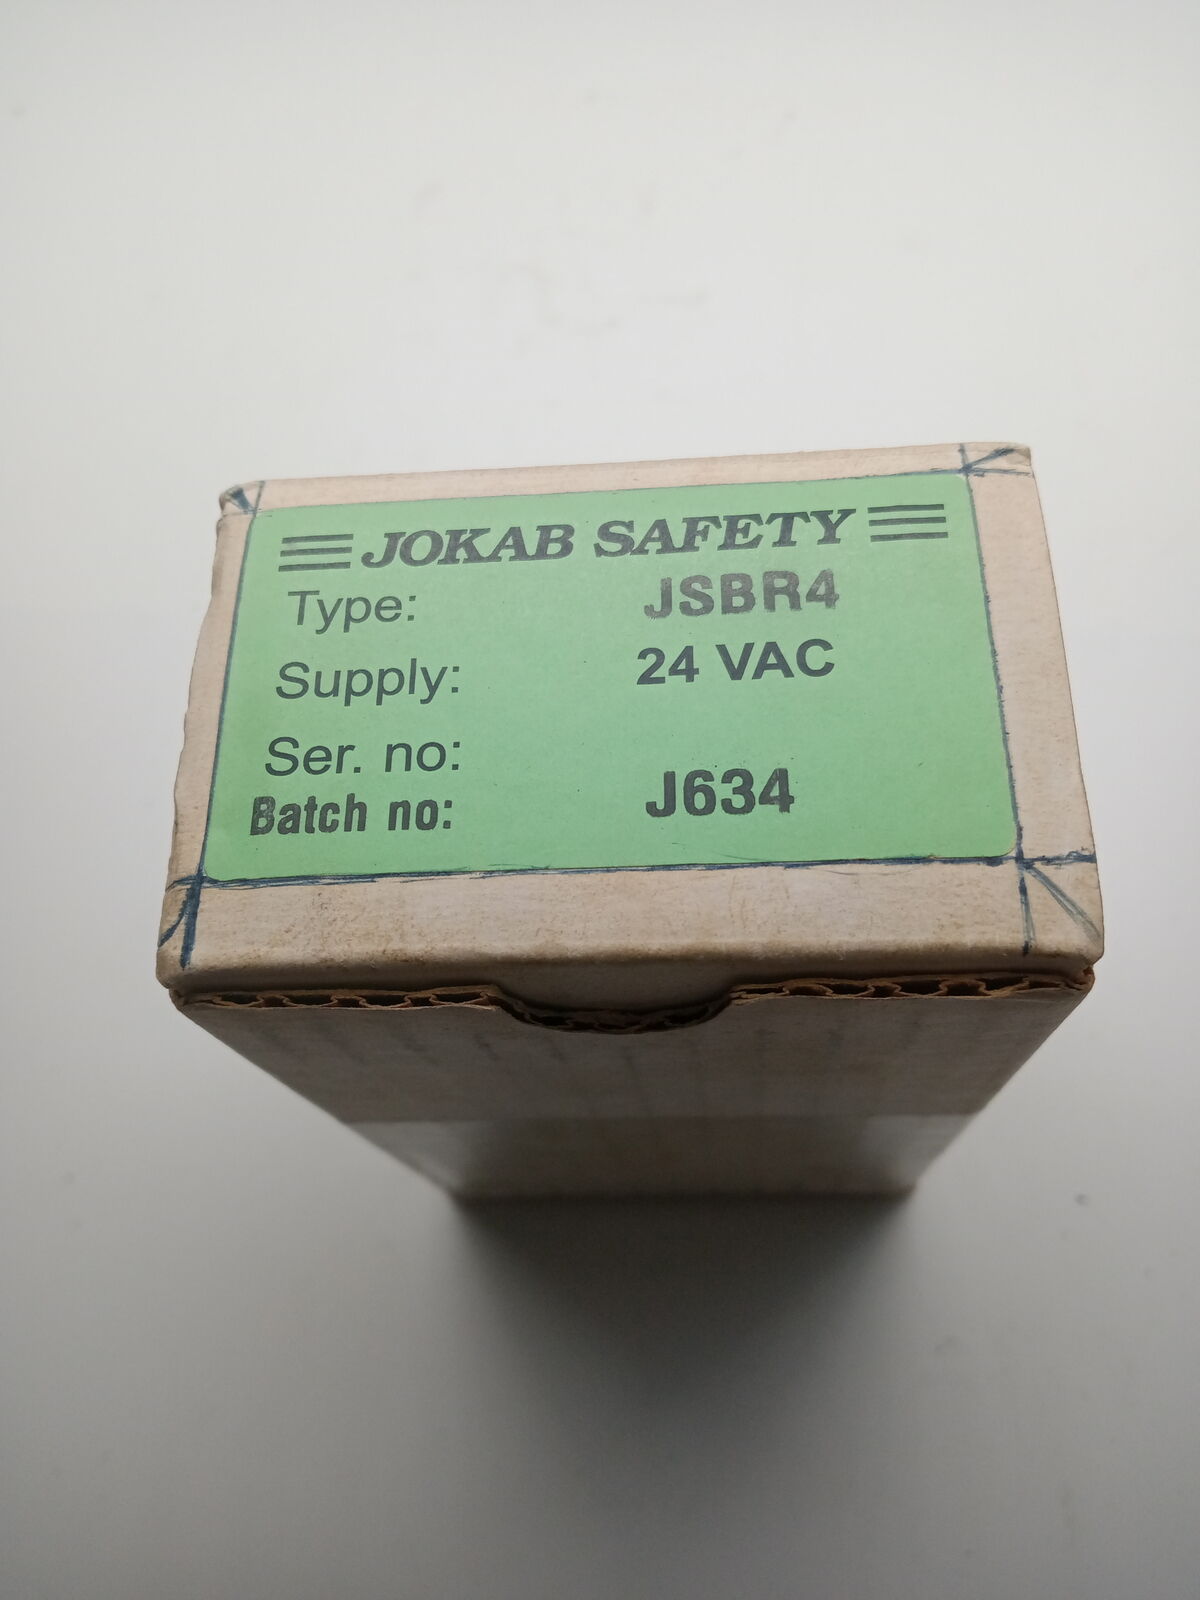 JOKAB SAFETY
Type: JSBR4
Supply: 24 VAC
Ser. no:
Batch no: J634